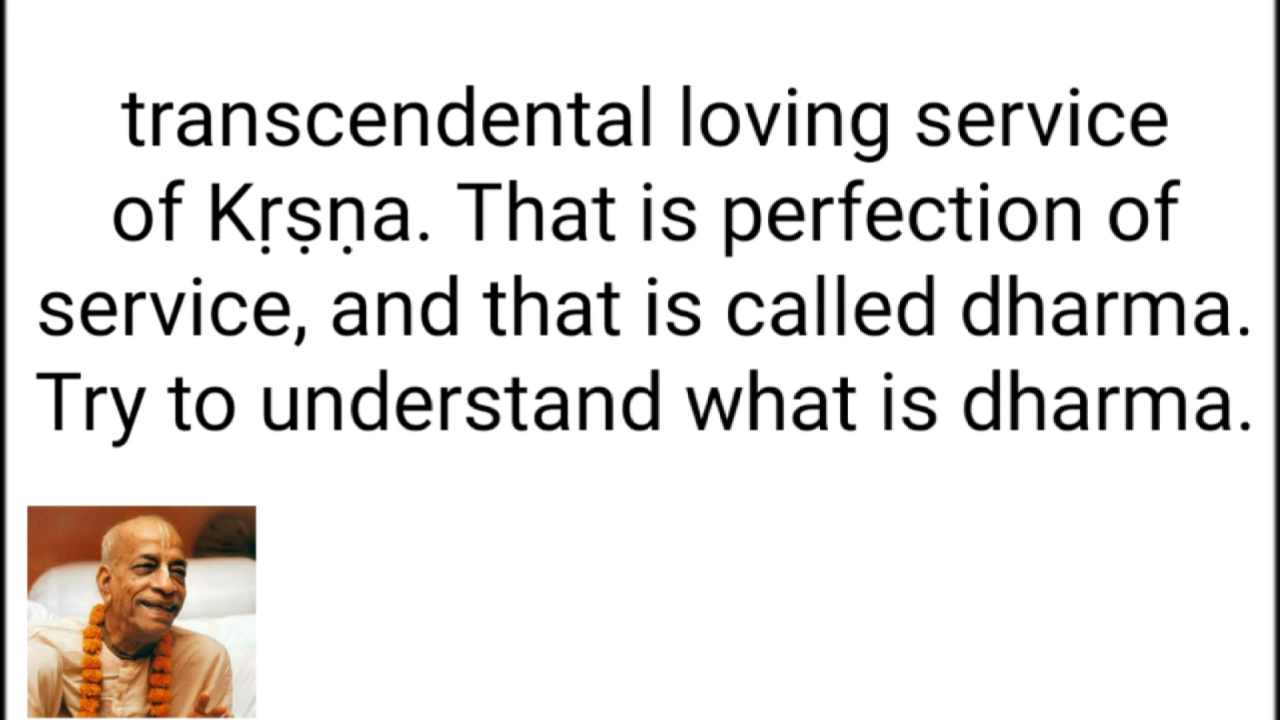 transcendental loving service
of Kṛṣṇa. That is perfection of
service, and that is called dharma.
Try to understand what is dharma.